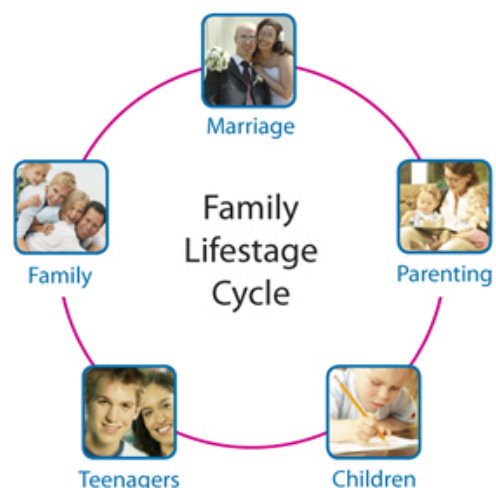 Marriage
Family
Lifestage
Cycle
Family
Parenting
Teenagers
Children